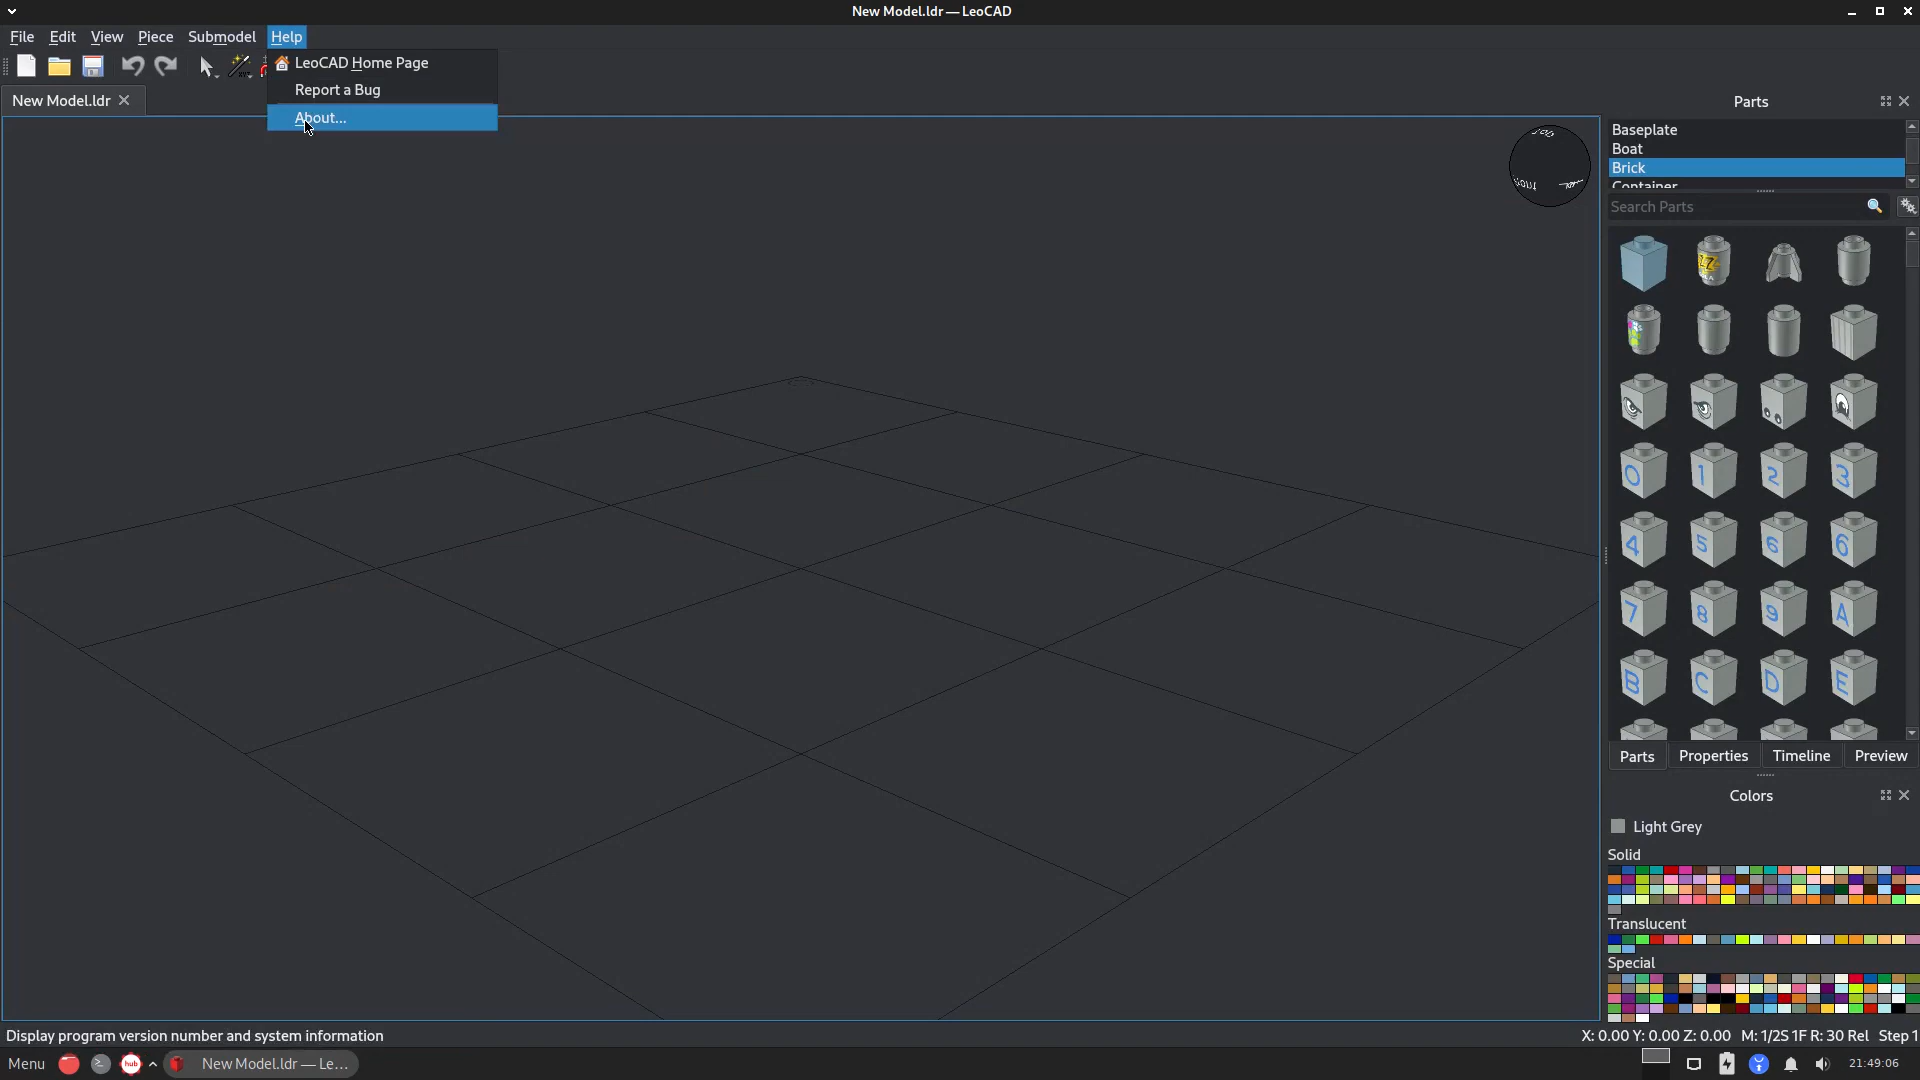 New Model.ldr — LeoCAD
File Edit View Piece Submodel Help
LeoCAD Home Page
Report a Bug
About...
New Model.ldr
Parts
Baseplate
Boat
Brick
Container
Search Parts
0 1 2 3
4 5 6 6
7 8 9 A
B C D E
Parts Properties Timeline Preview
Colors
Light Grey
Solid
Translucent
Special
Display program version number and system information
X: 0.00 Y: 0.00 Z: 0.00 M: 1/2S 1F R: 30 Rel Step 1
Menu
hub
New Model.ldr — Le...
21:49:06